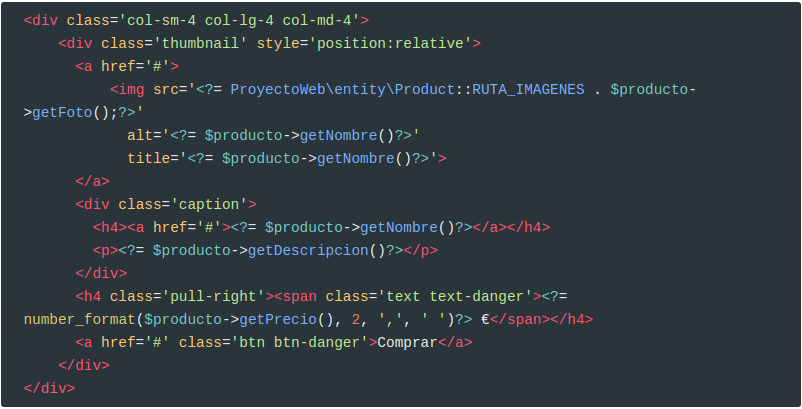 <div class='col-sm-4 col-lg-4 col-md-4'>
    <div class='thumbnail' style='position:relative'>
      <a href='#'>
          <img src='<?= ProyectoWeb\entity\Product::RUTA_IMAGENES . $producto-
>getFoto();?>'
            alt='<?= $producto->getNombre()?>'
            title='<?= $producto->getNombre()?>'>
      </a>
      <div class='caption'>
        <h4><a href='#'><?= $producto->getNombre()?></a></h4>
        <p><?= $producto->getDescripcion()?></p>
      </div>
      <h4 class='pull-right'><span class='text text-danger'><?=
number_format($producto->getPrecio(), 2, ',', ' ')?> €</span></h4>
      <a href='#' class='btn btn-danger'>Comprar</a>
    </div>
</div>